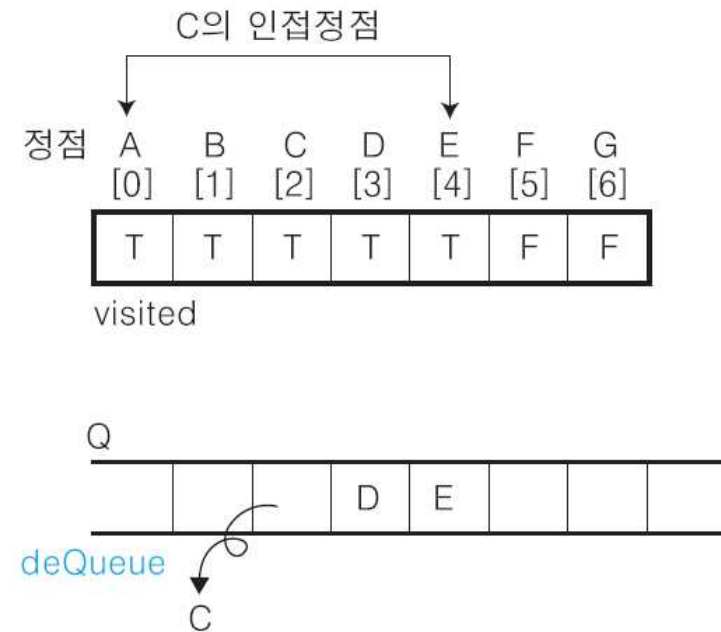 C의 인접정점
정점 A B C D E F G
[0] [1] [2] [3] [4] [5] [6]
T T T T T F F
visited
Q
D E
deQueue
C